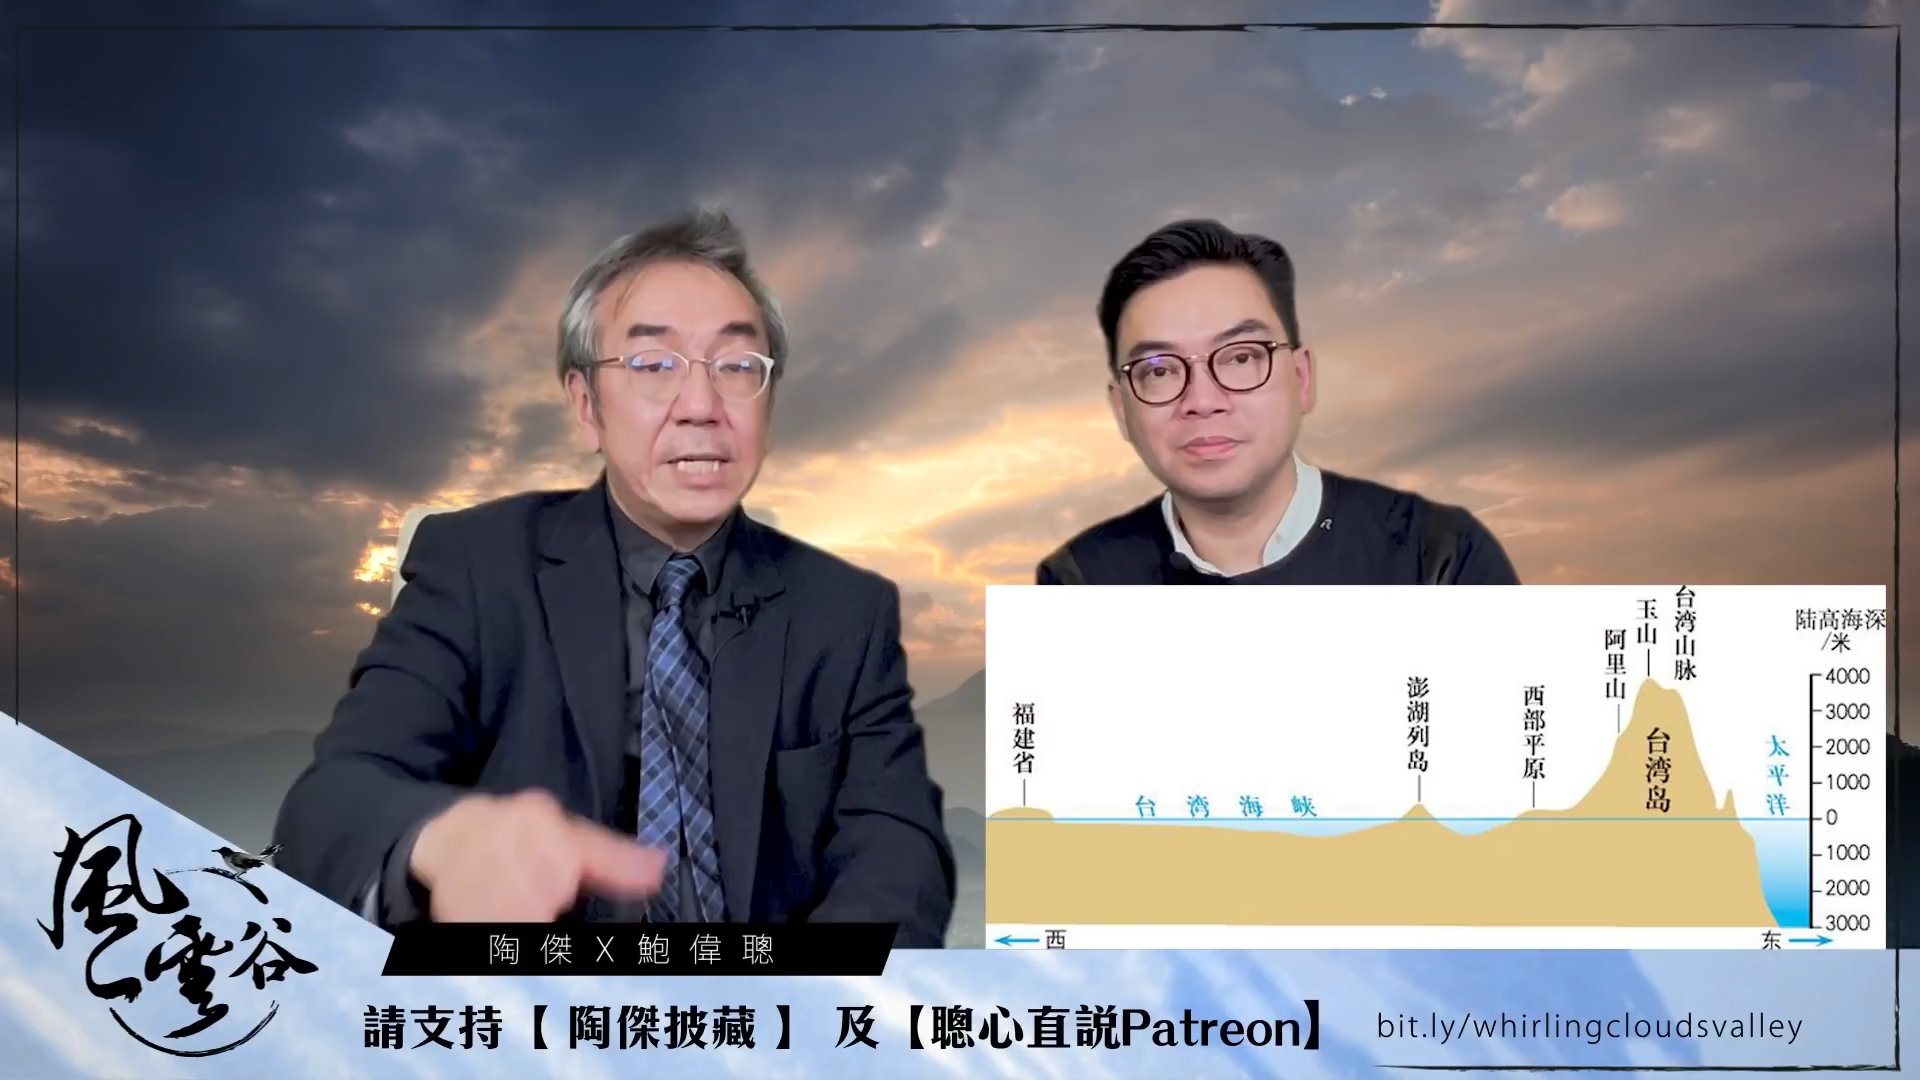 台湾山脉
玉山
阿里山
陆高海深
/米
福建省
澎湖列岛
西部平原
台湾岛
台湾海峡
太平洋
4000
3000
2000
1000
0
1000
2000
3000
西
东
風雲谷
陶傑X鮑偉聰
請支持【陶傑披藏】及【聰心直説Patreon】
bit.ly/whirlingcloudsvalley